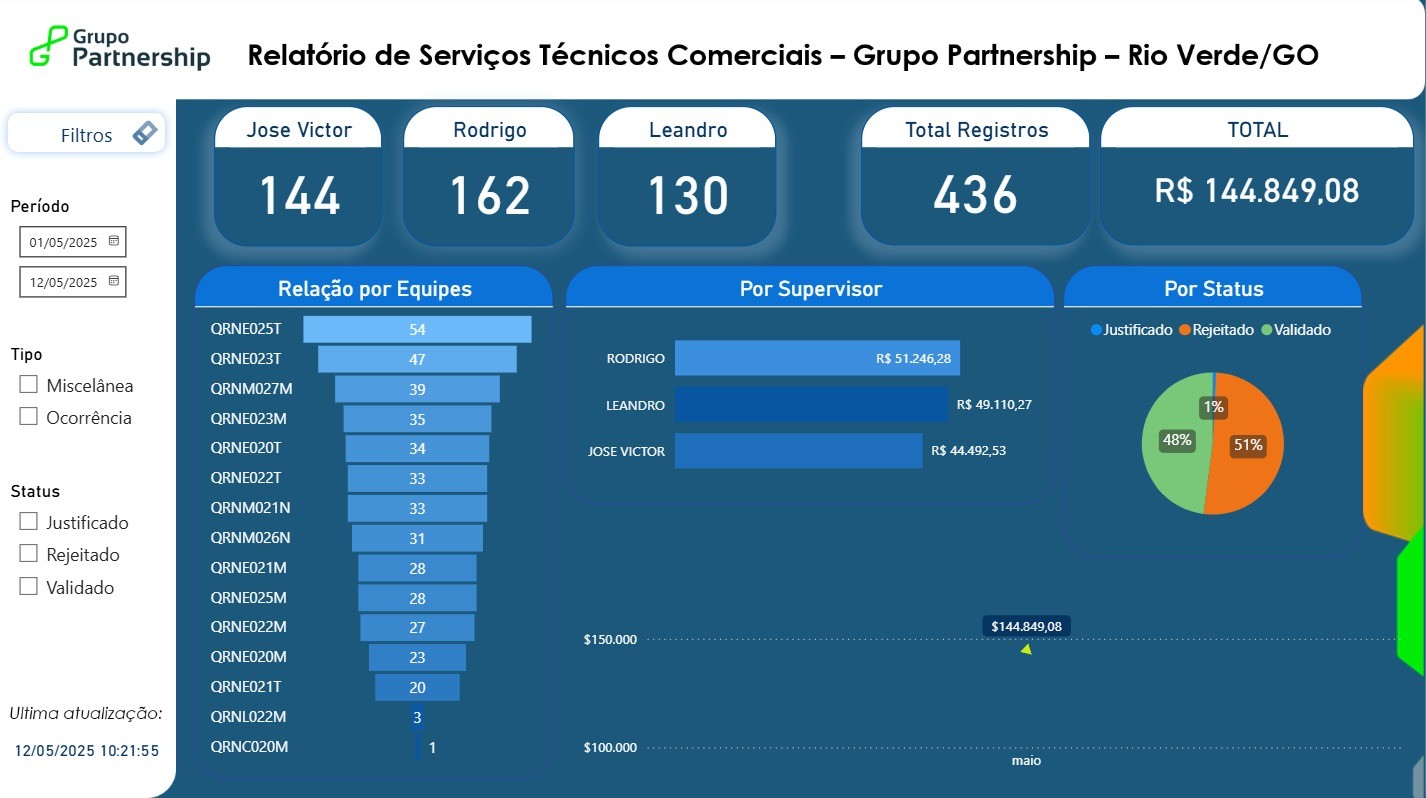 Grupo
Partnership
Relatório de Serviços Técnicos Comerciais – Grupo Partnership – Rio Verde/GO
Filtros
Período
01/05/2025
12/05/2025
Tipo
Miscelânea
Ocorrência
Status
Justificado
Rejeitado
Validado
Ultima atualização:
12/05/2025 10:21:55
Jose Victor
144
Rodrigo
162
Leandro
130
Total Registros
436
TOTAL
R$ 144.849,08
Relação por Equipes
QRNE025T 54
QRNE023T 47
QRNM027M 39
QRNE023M 35
QRNE020T 34
QRNE022T 33
QRNM021N 33
QRNM026N 31
QRNE021M 28
QRNE025M 28
QRNE022M 27
QRNE020M 23
QRNE021T 20
QRNL022M 3
QRNC020M 1
Por Supervisor
RODRIGO R$ 51.246,28
LEANDRO R$ 49.110,27
JOSE VICTOR R$ 44.492,53
Por Status
Justificado Rejeitado Validado
1%
48%
51%
$144.849,08
$150.000
$100.000
maio